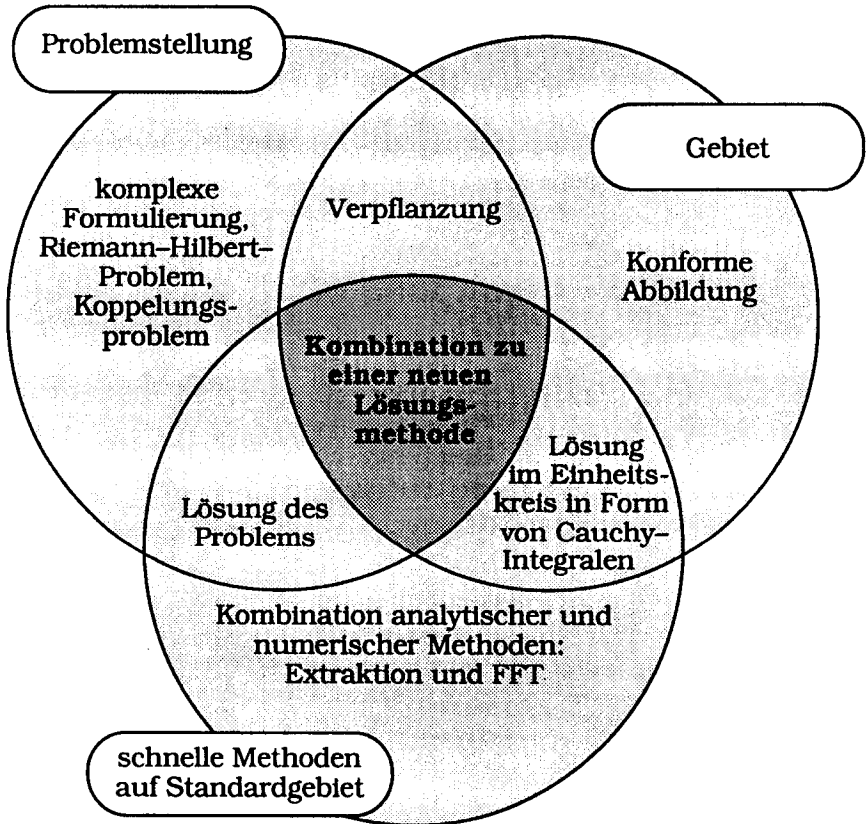 Problemstellung
Gebiet
komplexe
Formulierung,
Riemann–Hilbert–
Problem,
Koppelungs-
problem
Verpflanzung
Konforme
Abbildung
Kombination zu
einer neuen
Lösungs-
methode
Lösung des
Problems
Lösung
im Einheits-
kreis in Form
von Cauchy–
Integralen
Kombination analytischer und
numerischer Methoden:
Extraktion und FFT
schnelle Methoden
auf Standardgebiet